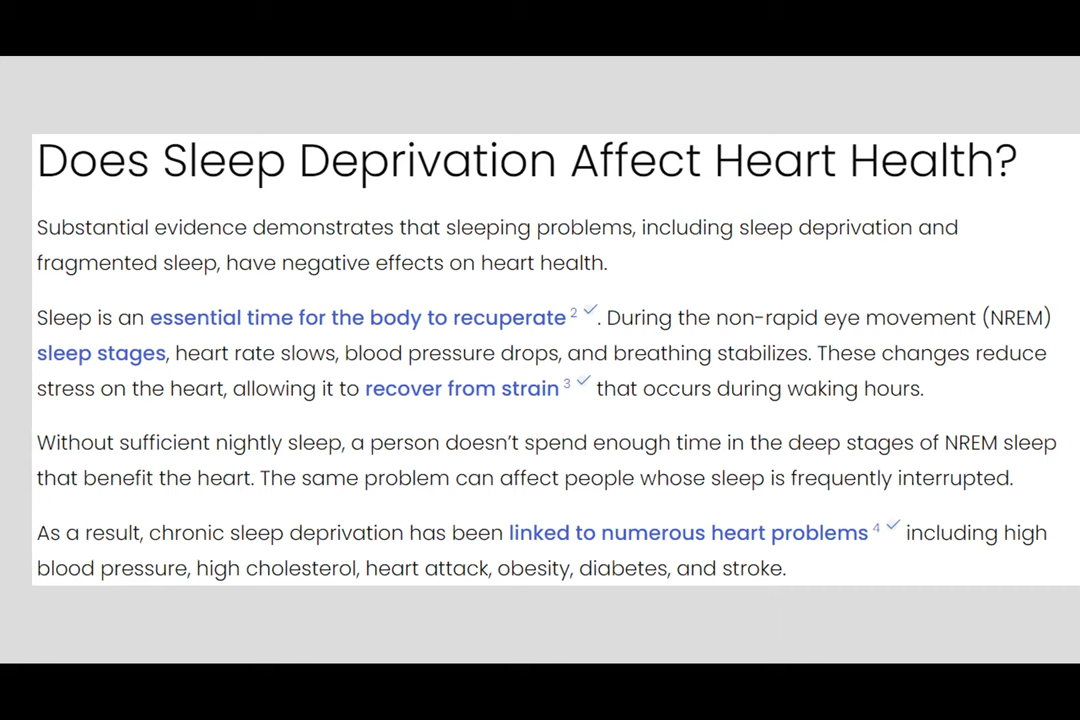 Does Sleep Deprivation Affect Heart Health?
Substantial evidence demonstrates that sleeping problems, including sleep deprivation and
fragmented sleep, have negative effects on heart health.
Sleep is an essential time for the body to recuperate 2 ✓. During the non-rapid eye movement (NREM)
sleep stages, heart rate slows, blood pressure drops, and breathing stabilizes. These changes reduce
stress on the heart, allowing it to recover from strain 3 ✓ that occurs during waking hours.
Without sufficient nightly sleep, a person doesn't spend enough time in the deep stages of NREM sleep
that benefit the heart. The same problem can affect people whose sleep is frequently interrupted.
As a result, chronic sleep deprivation has been linked to numerous heart problems 4 ✓ including high
blood pressure, high cholesterol, heart attack, obesity, diabetes, and stroke.